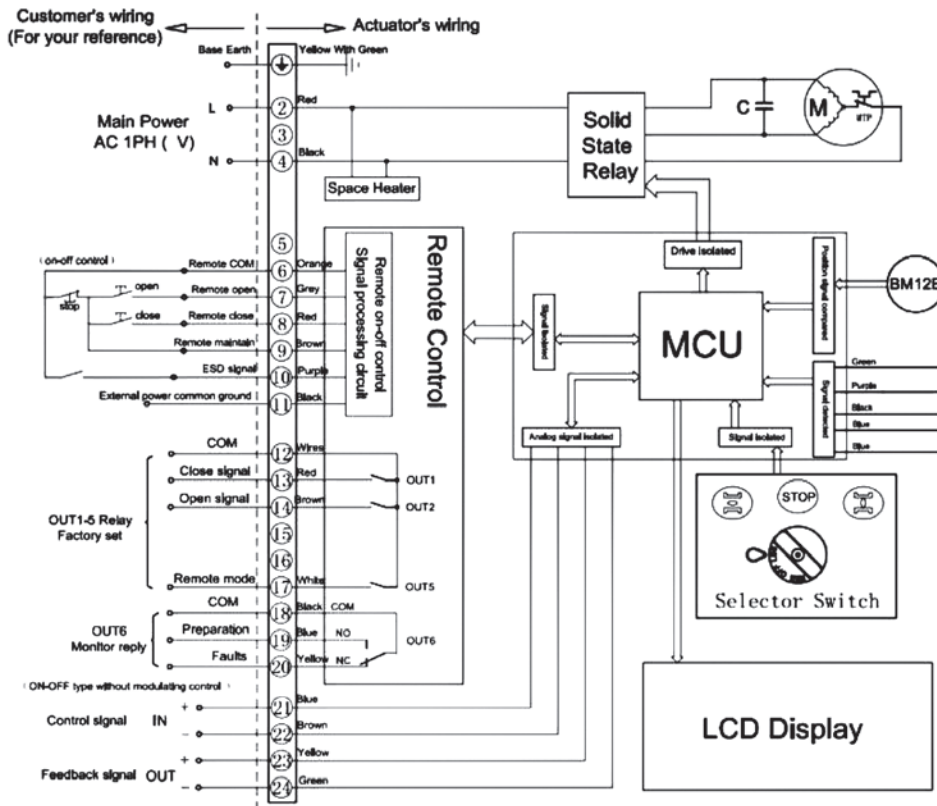 Customer's wiring
(For your reference)
Actuator's wiring
Base Earth
Yellow With Green
L
2
Red
Main Power
AC 1PH ( V)
3
N
4
Black
Space Heater
Solid
State
Relay
C
M
MTP
5
(on-off control)
Remote COM
6
Orange
open
Remote open
7
Grey
stop
close
Remote close
8
Red
Remote maintain
9
Brown
ESD signal
10
Purple
External power common ground
11
Black
Remote on-off control
Signal processing circuit
Remote Control
Drive isolated
Signal isolated
MCU
Position signal compared
BM12B
Signal detected
Green
Purple
Black
Blue
Blue
Analog signal isolated
Signal isolated
COM
12
Wires
Close signal
13
Red
OUT1
Open signal
14
Brown
OUT2
OUT1-5 Relay
Factory set
15
16
Remote mode
17
White
OUT5
COM
18
Black
COM
OUT6
Monitor reply
Preparation
19
Blue
NO
OUT6
Faults
20
Yellow
NC
STOP
OFF
Selector Switch
( ON-OFF type without modulating control )
+
21
Blue
Control signal IN
-
22
Brown
+
23
Yellow
Feedback signal OUT
-
24
Green
LCD Display